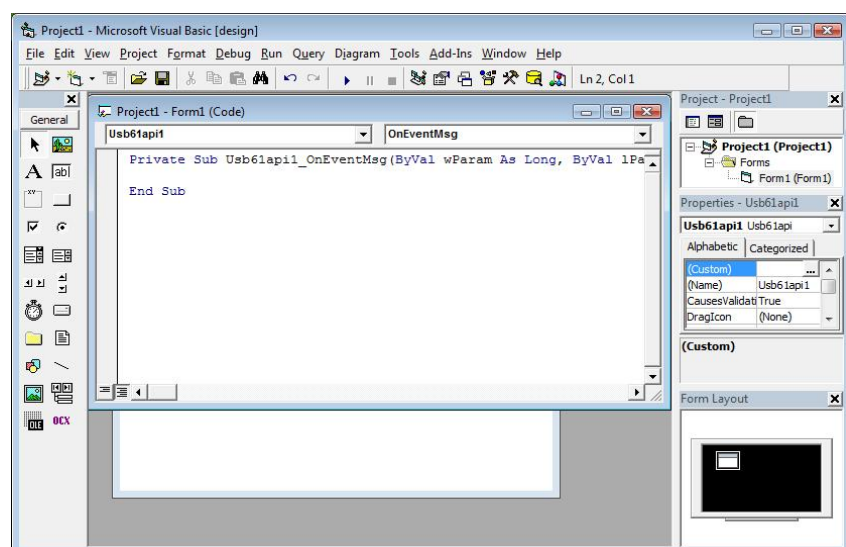 Project1 - Microsoft Visual Basic [design]
File Edit View Project Format Debug Run Query Diagram Tools Add-Ins Window Help
Ln 2, Col 1
General
A ab|
XY
OLE OCX
Project1 - Form1 (Code)
Usb61api1 OnEventMsg
Private Sub Usb61api1_OnEventMsg(ByVal wParam As Long, ByVal lPa
End Sub
Project - Project1
Project1 (Project1)
Forms
Form1 (Form1)
Properties - Usb61api1
Usb61api1 Usb61api
Alphabetic Categorized
(Custom) ...
(Name) Usb61api1
CausesValidati True
DragIcon (None)
(Custom)
Form Layout